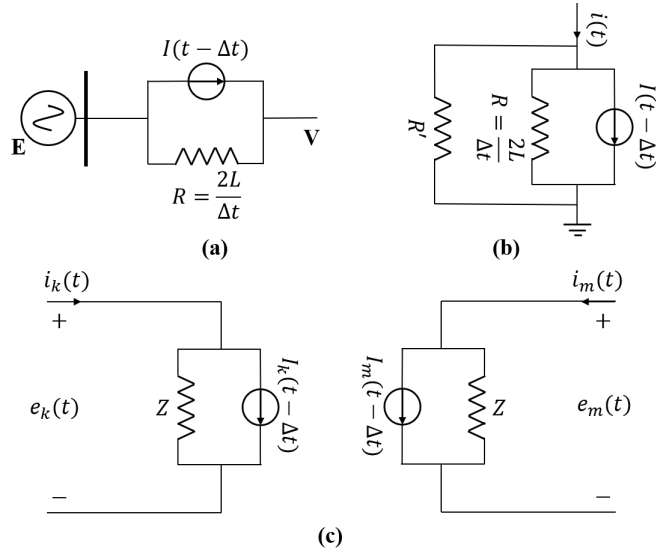 I(t − Δt)
E
V
R = 2L/Δt
(a)
i(t)
R′
R = 2L/Δt
I(t − Δt)
(b)
i_k(t)
+
e_k(t)
−
Z
I_k(t − Δt)
i_m(t)
+
I_m(t − Δt)
Z
e_m(t)
−
(c)